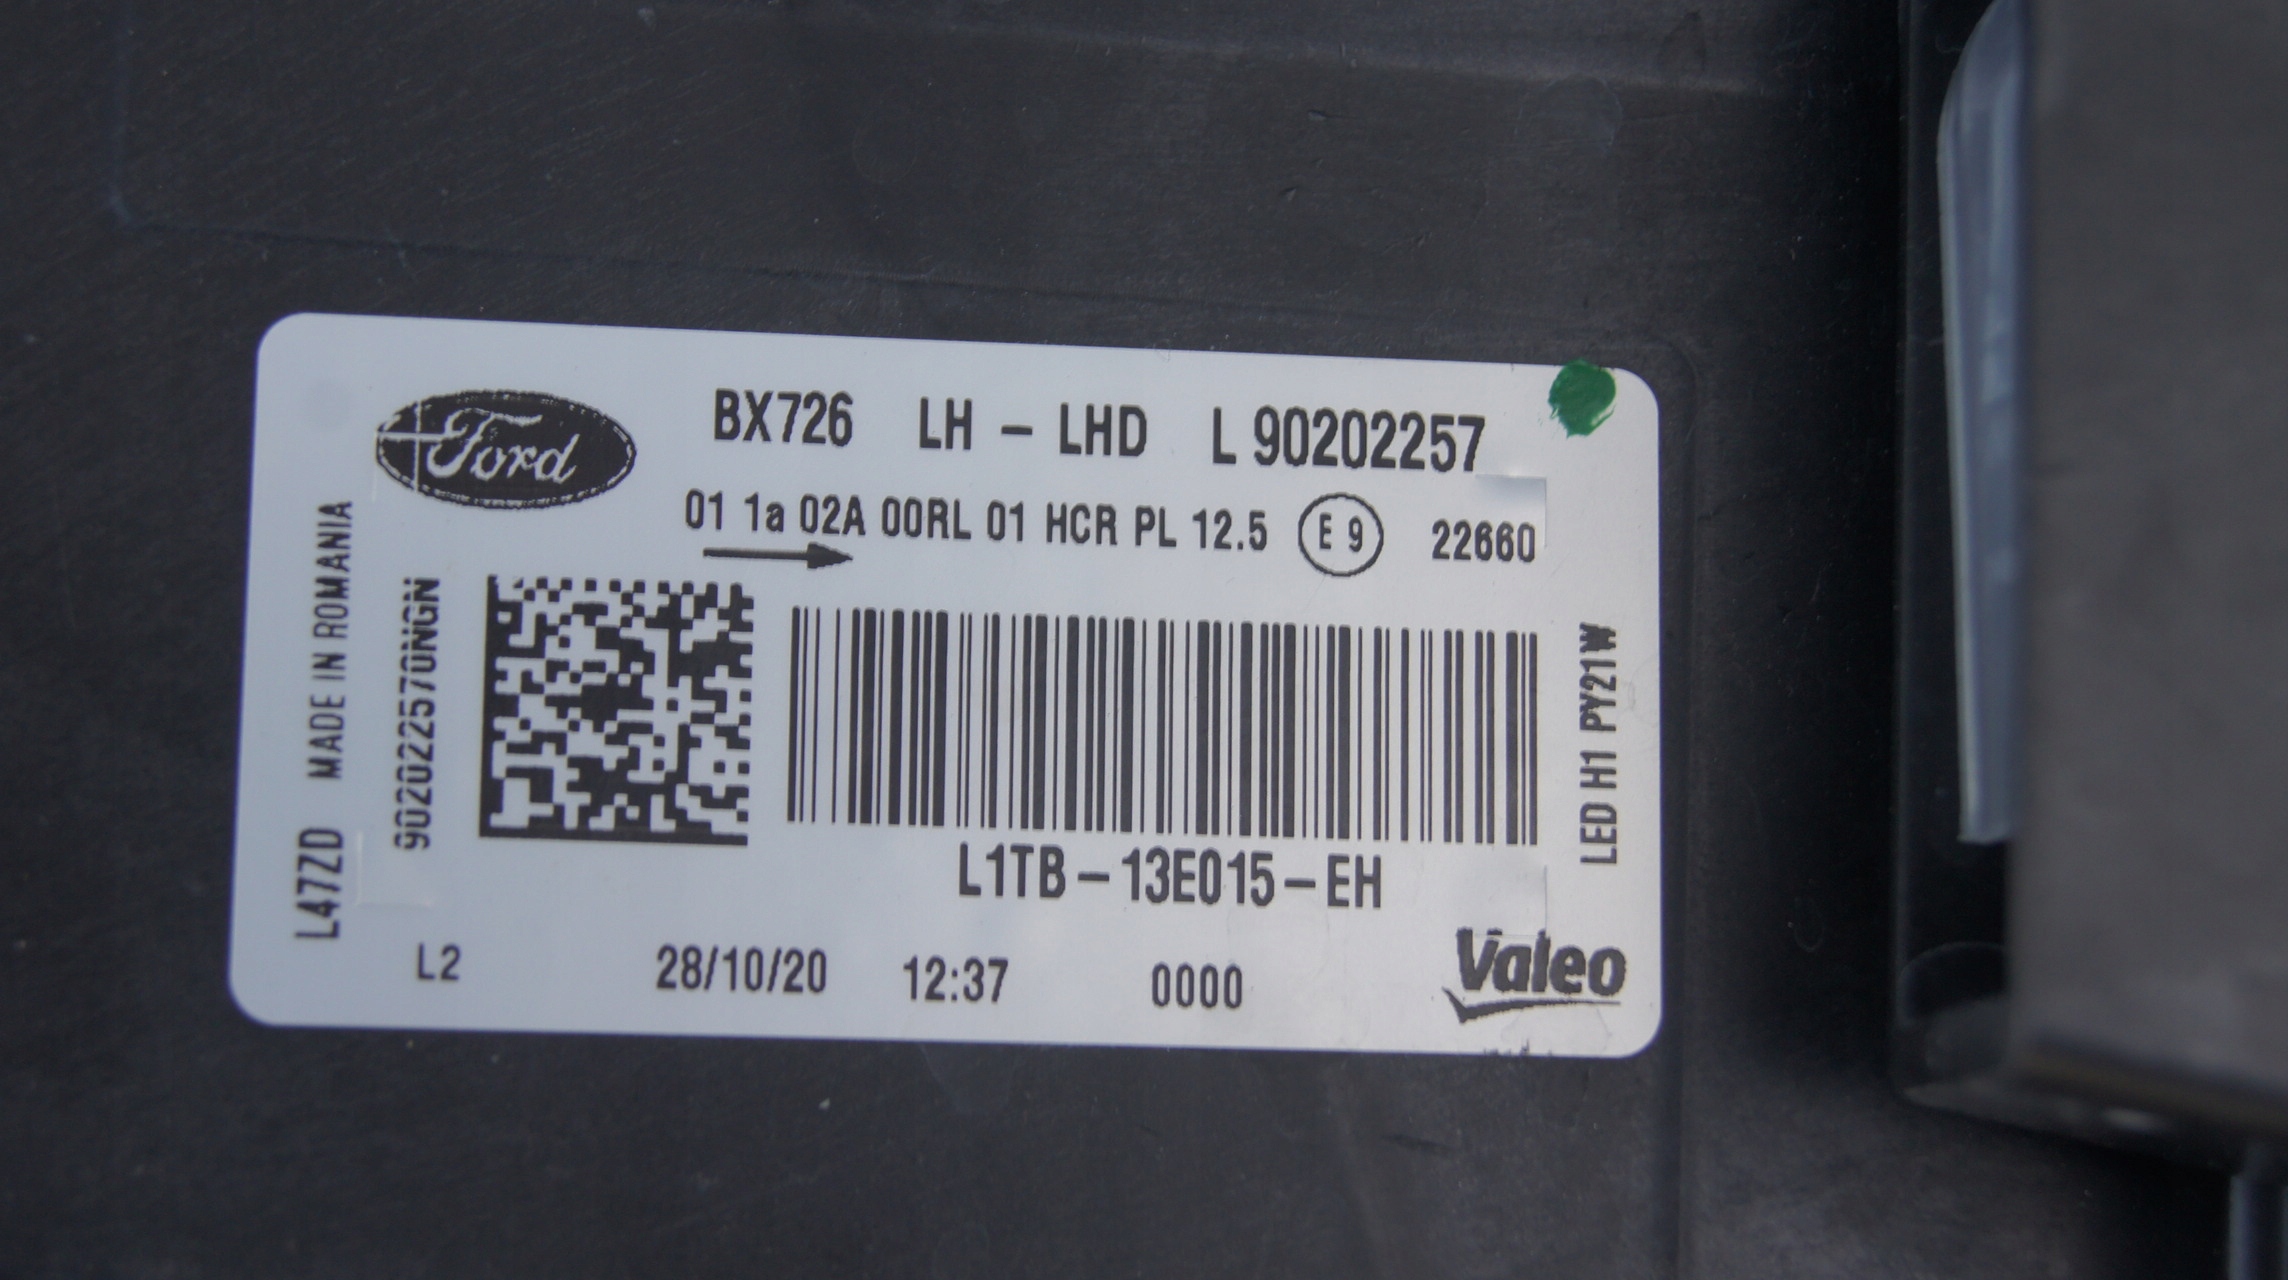 Ford
BX726 LH - LHD L 90202257
01 1a 02A 00RL 01 HCR PL 12.5 E 9 22660
L47ZD MADE IN ROMANIA
902022570NGN
LED H1 PY21W
L1TB-13E015-EH
L2 28/10/20 12:37 0000
Valeo